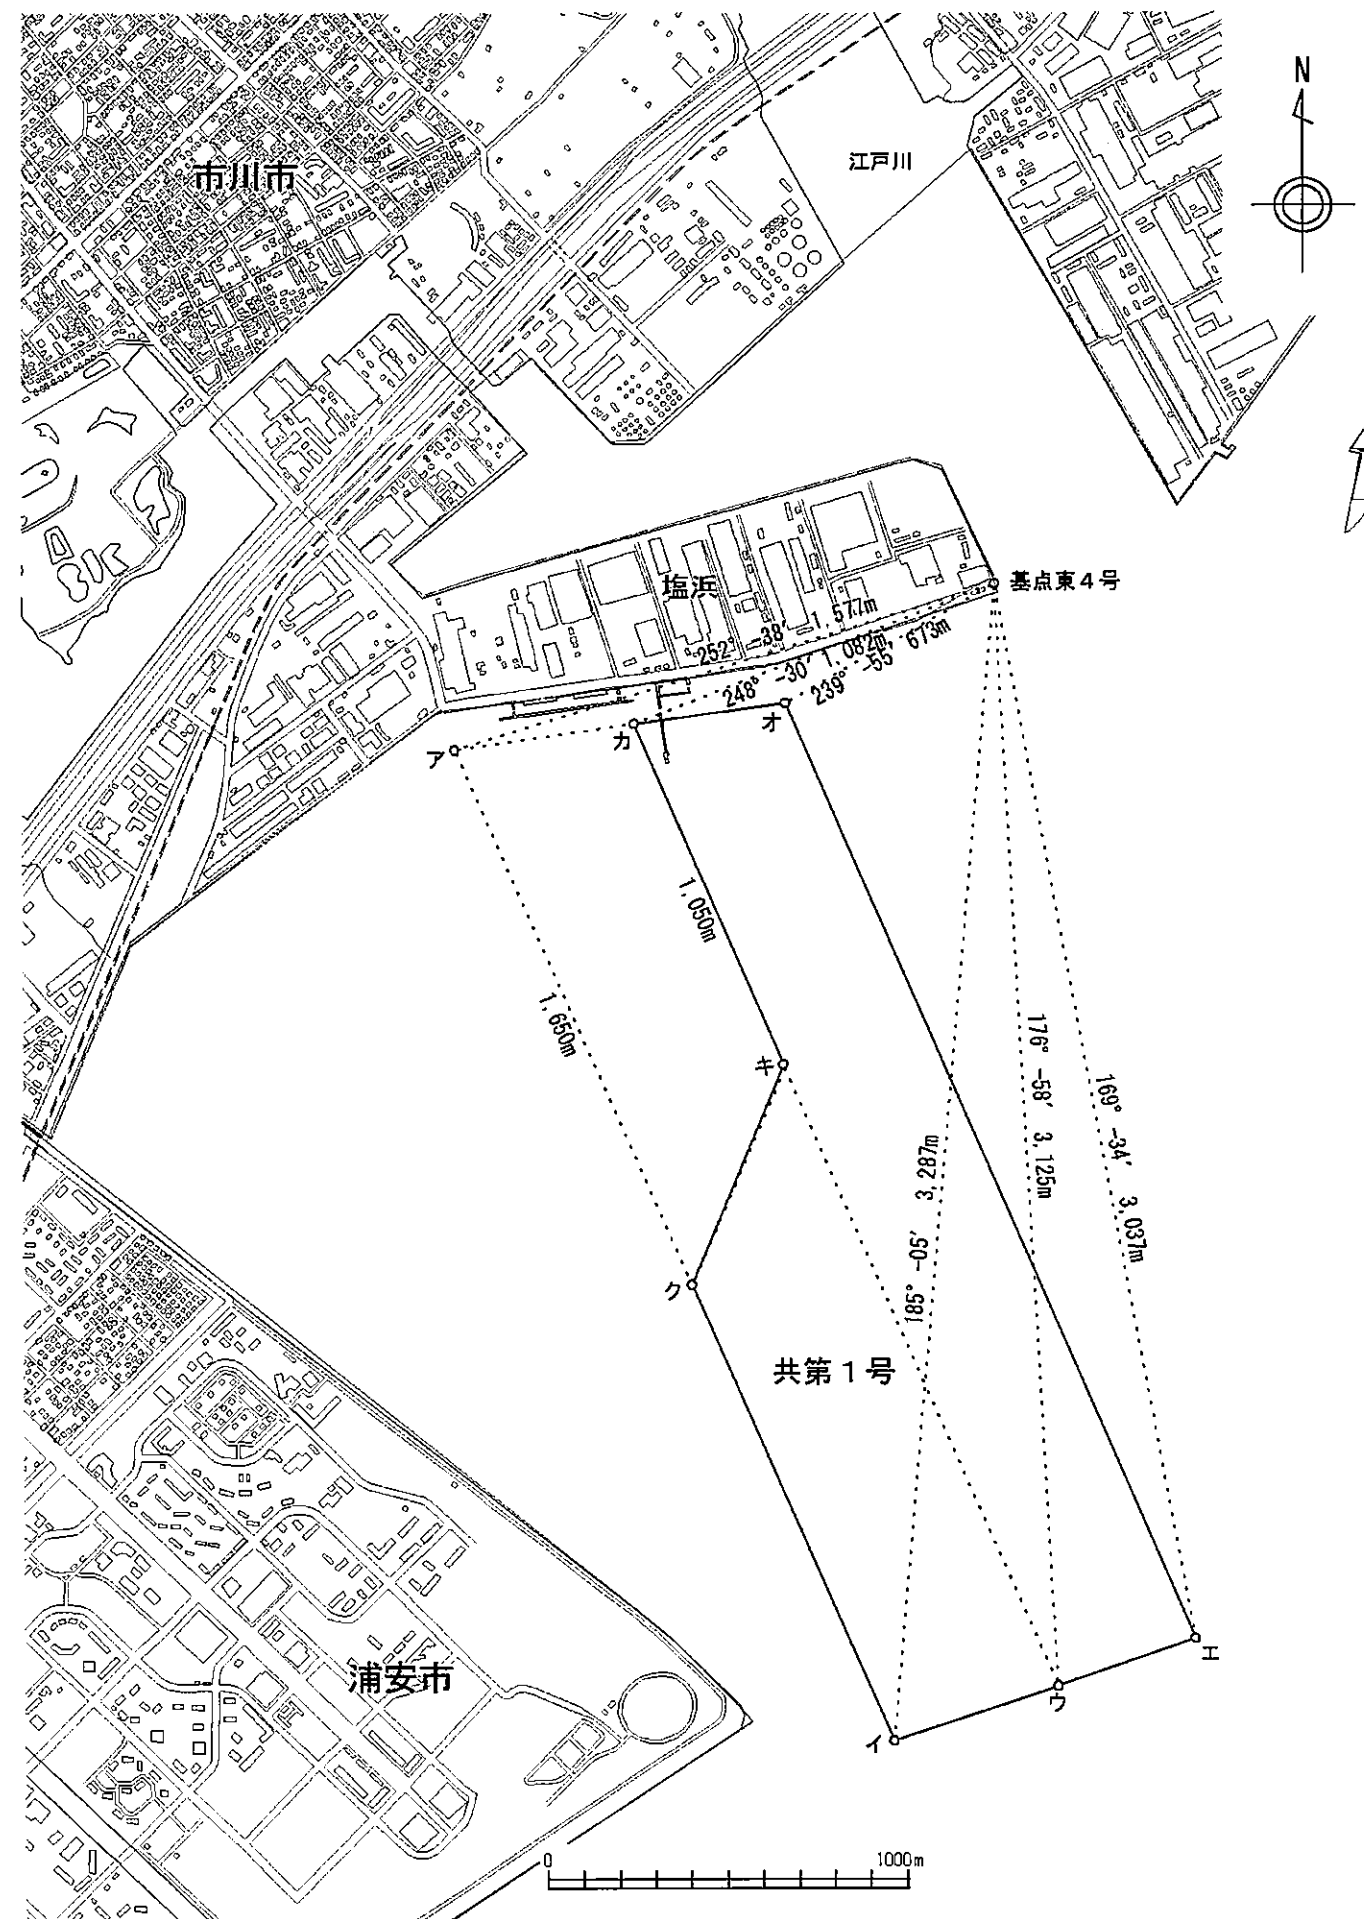 N
江戸川
市川市
基点東4号
塩浜
252° -38′ 1,577m
248° -30′ 1,082m
239° -55′ 673m
オ
カ
ア
1,050m
1,650m
キ
176° -58′ 3,125m
169° -34′ 3,037m
185° -05′ 3,287m
ク
共第1号
浦安市
エ
ウ
イ
0 1000m